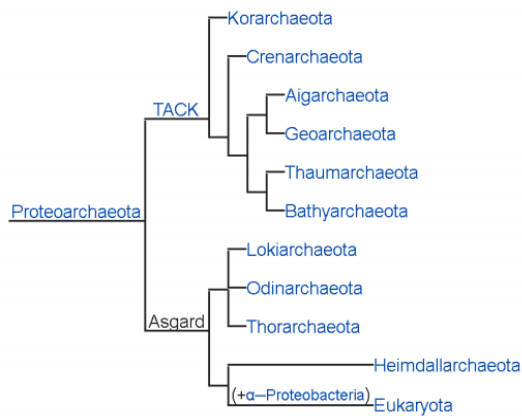 Korarchaeota
Crenarchaeota
Aigarchaeota
TACK
Geoarchaeota
Thaumarchaeota
Proteoarchaeota
Bathyarchaeota
Lokiarchaeota
Odinarchaeota
Asgard
Thorarchaeota
Heimdallarchaeota
(+α–Proteobacteria)
Eukaryota